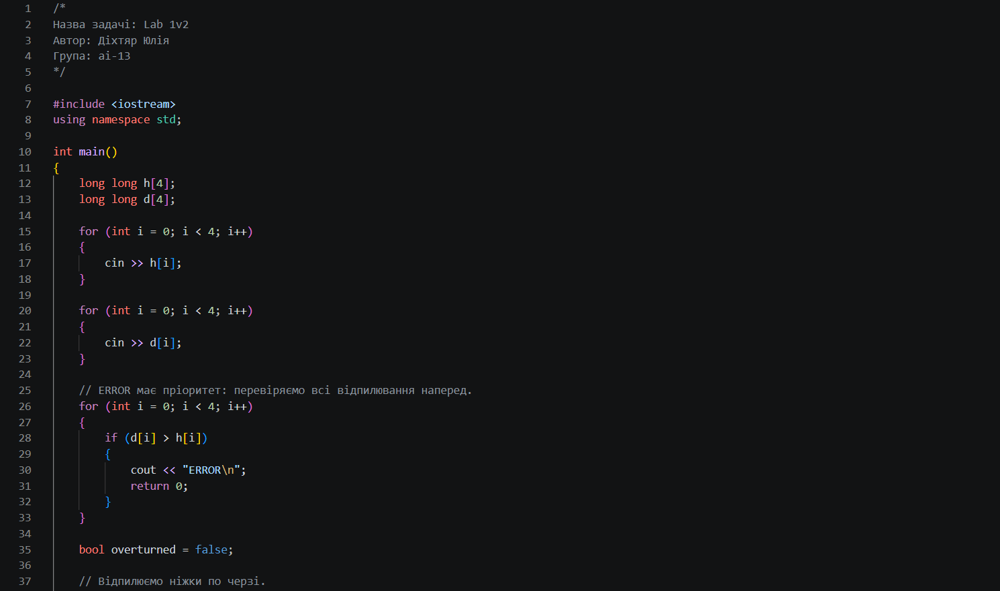 1 /*
2 Назва задачі: Lab 1v2
3 Автор: Діхтяр Юлія
4 Група: ai-13
5 */
6
7 #include <iostream>
8 using namespace std;
9
10 int main()
11 {
12     long long h[4];
13     long long d[4];
14
15     for (int i = 0; i < 4; i++)
16     {
17         cin >> h[i];
18     }
19
20     for (int i = 0; i < 4; i++)
21     {
22         cin >> d[i];
23     }
24
25     // ERROR має пріоритет: перевіряємо всі відпилювання наперед.
26     for (int i = 0; i < 4; i++)
27     {
28         if (d[i] > h[i])
29         {
30             cout << "ERROR\n";
31             return 0;
32         }
33     }
34
35     bool overturned = false;
36
37     // Відпилюємо ніжки по черзі.